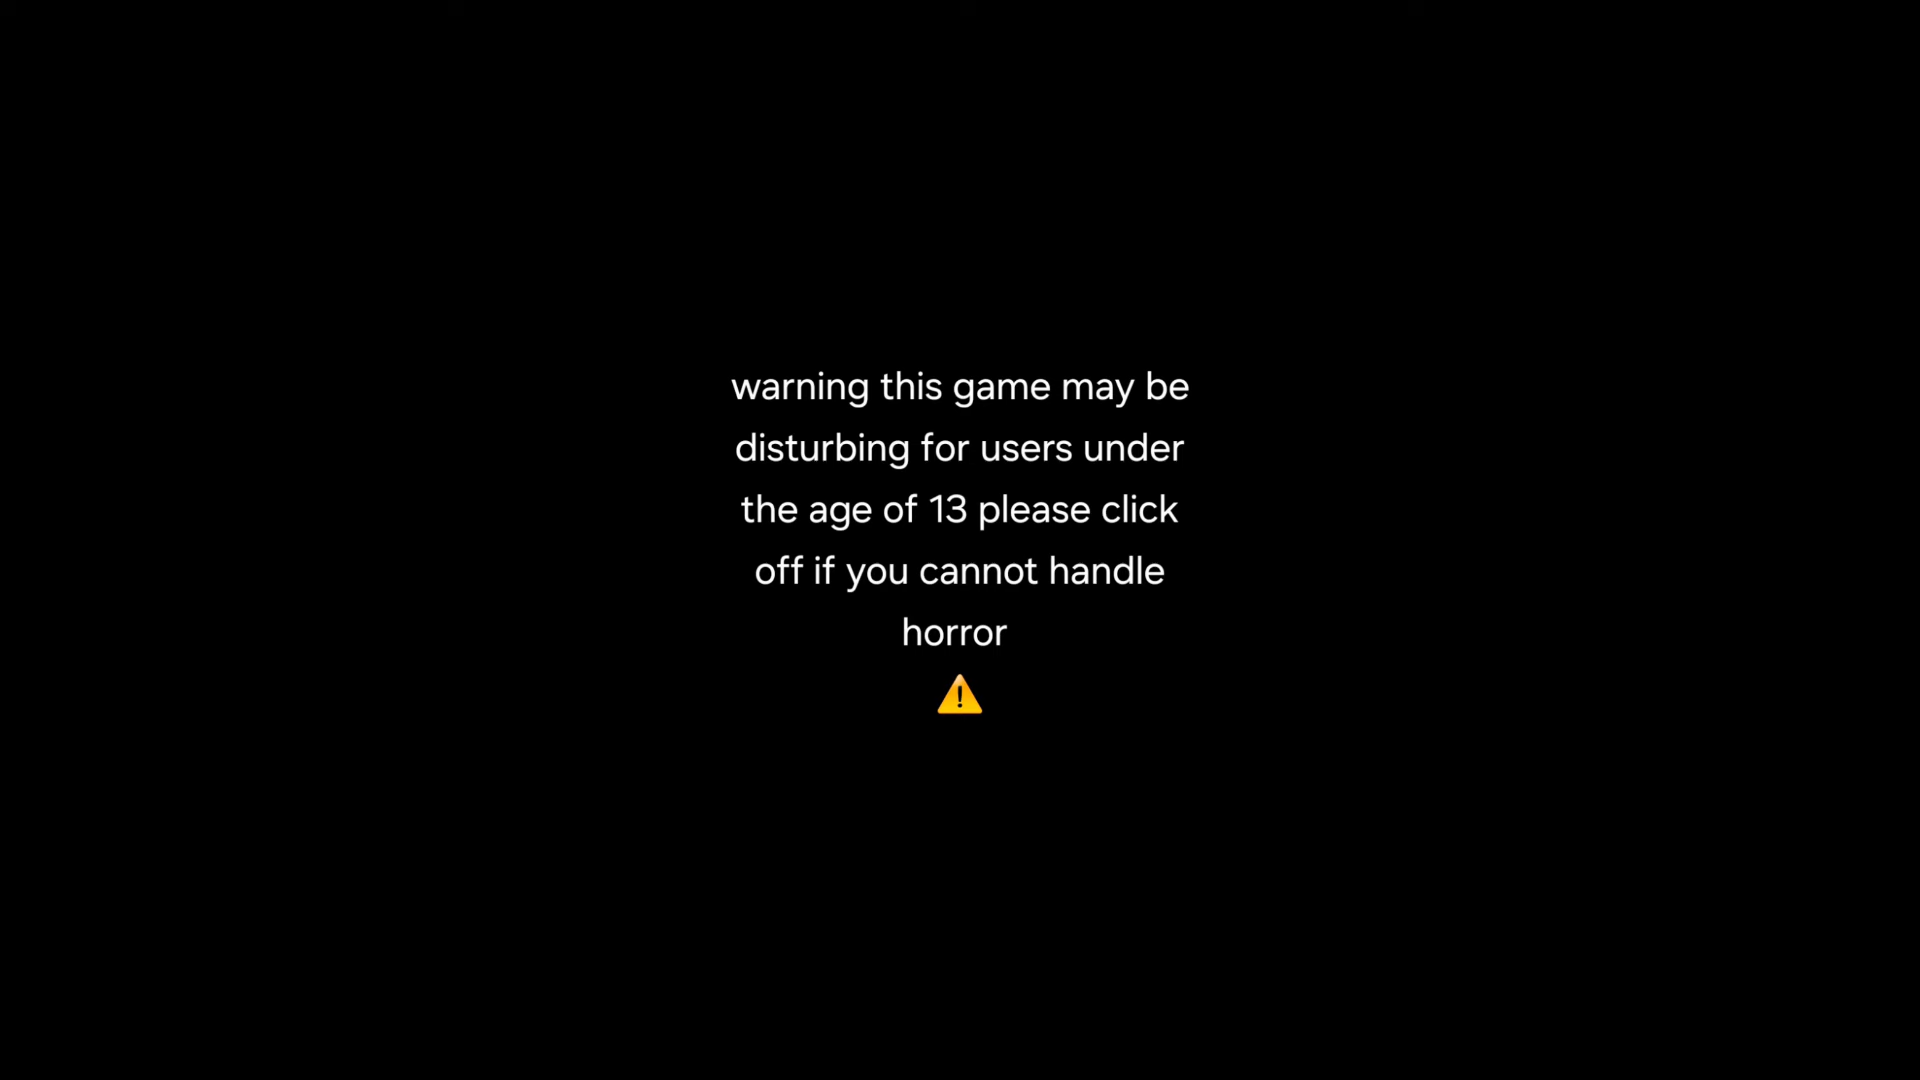 warning this game may be
disturbing for users under
the age of 13 please click
off if you cannot handle
horror
⚠️